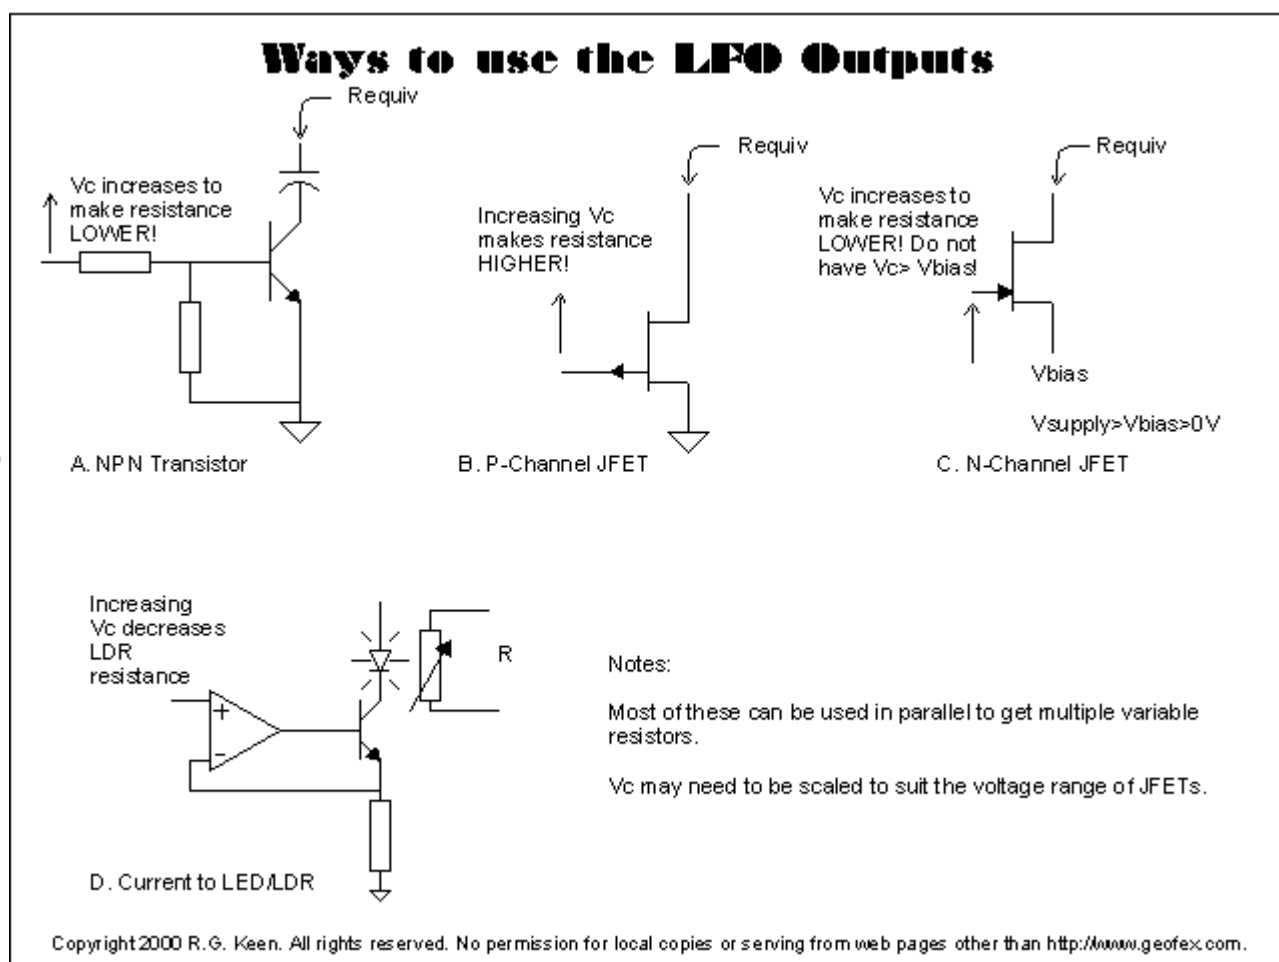 Ways to use the LFO Outputs
Requiv
Vc increases to
make resistance
LOWER!
A. NPN Transistor
Requiv
Increasing Vc
makes resistance
HIGHER!
B. P-Channel JFET
Requiv
Vc increases to
make resistance
LOWER! Do not
have Vc> Vbias!
Vbias
Vsupply>Vbias>0V
C. N-Channel JFET
Increasing
Vc decreases
LDR
resistance
+
-
R
D. Current to LED/LDR
Notes:
Most of these can be used in parallel to get multiple variable
resistors.
Vc may need to be scaled to suit the voltage range of JFETs.
Copyright 2000 R.G. Keen. All rights reserved. No permission for local copies or serving from web pages other than http://www.geofex.com.